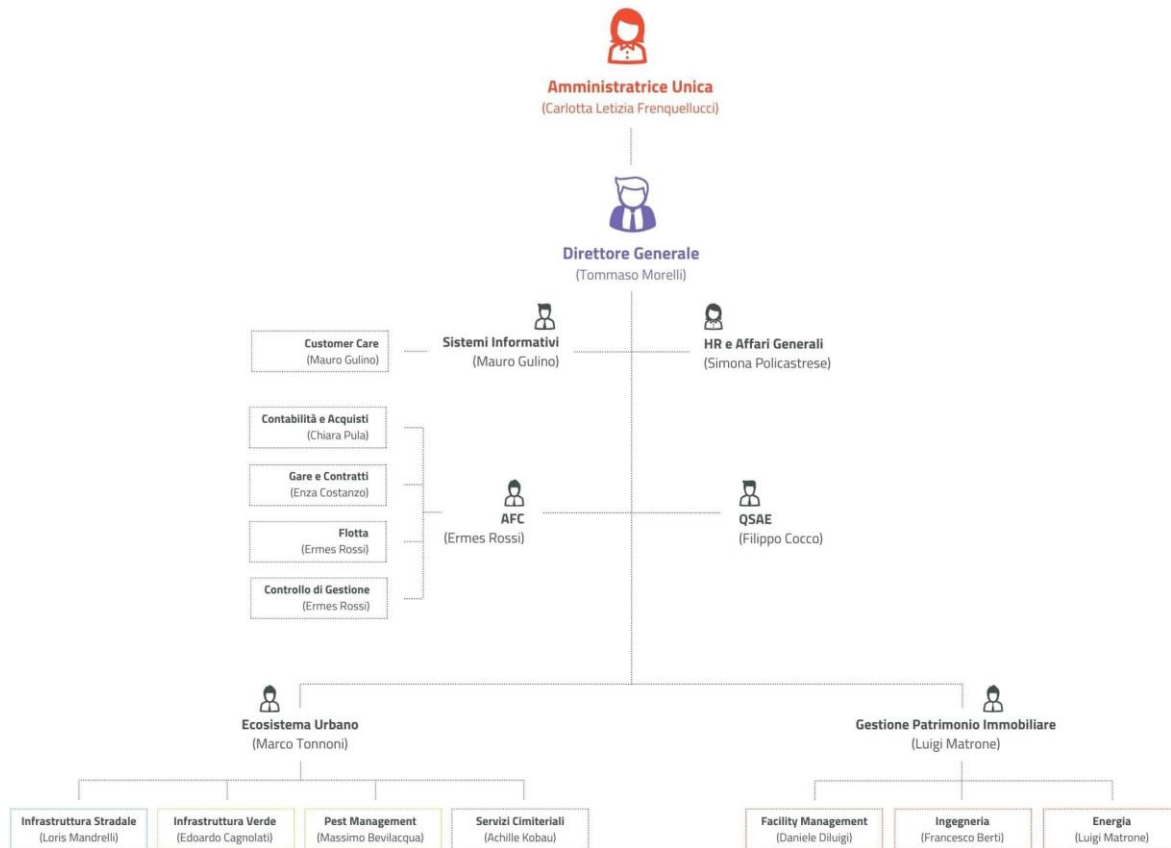 Amministratrice Unica
(Carlotta Letizia Frenquellucci)
Direttore Generale
(Tommaso Morelli)
Customer Care
(Mauro Gulino)
Sistemi Informativi
(Mauro Gulino)
HR e Affari Generali
(Simona Policastrese)
Contabilità e Acquisti
(Chiara Pula)
Gare e Contratti
(Enza Costanzo)
Flotta
(Ermes Rossi)
Controllo di Gestione
(Ermes Rossi)
AFC
(Ermes Rossi)
QSAE
(Filippo Cocco)
Ecosistema Urbano
(Marco Tonnoni)
Gestione Patrimonio Immobiliare
(Luigi Matrone)
Infrastruttura Stradale
(Loris Mandrelli)
Infrastruttura Verde
(Edoardo Cagnolati)
Pest Management
(Massimo Bevilacqua)
Servizi Cimiteriali
(Achille Kobau)
Facility Management
(Daniele Diluigi)
Ingegneria
(Francesco Berti)
Energia
(Luigi Matrone)